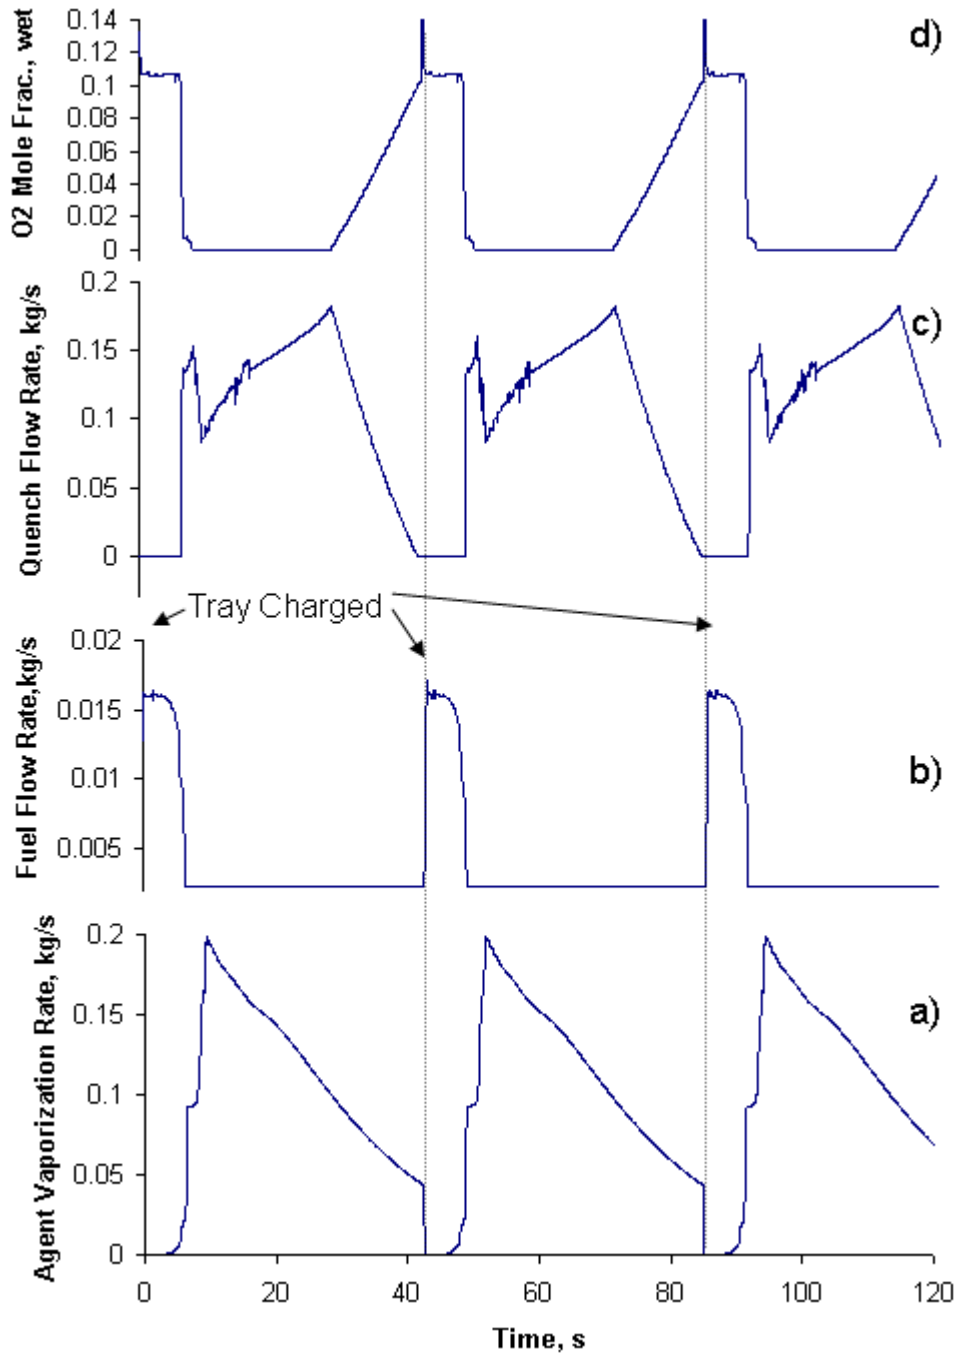 O2 Mole Frac., wet
0.14
0.12
0.1
0.08
0.06
0.04
0.02
0
d)
Quench Flow Rate, kg/s
0.2
0.15
0.1
0.05
0
c)
Tray Charged
Fuel Flow Rate,kg/s
0.02
0.015
0.01
0.005
b)
Agent Vaporization Rate, kg/s
0.2
0.15
0.1
0.05
0
a)
0 20 40 60 80 100 120
Time, s